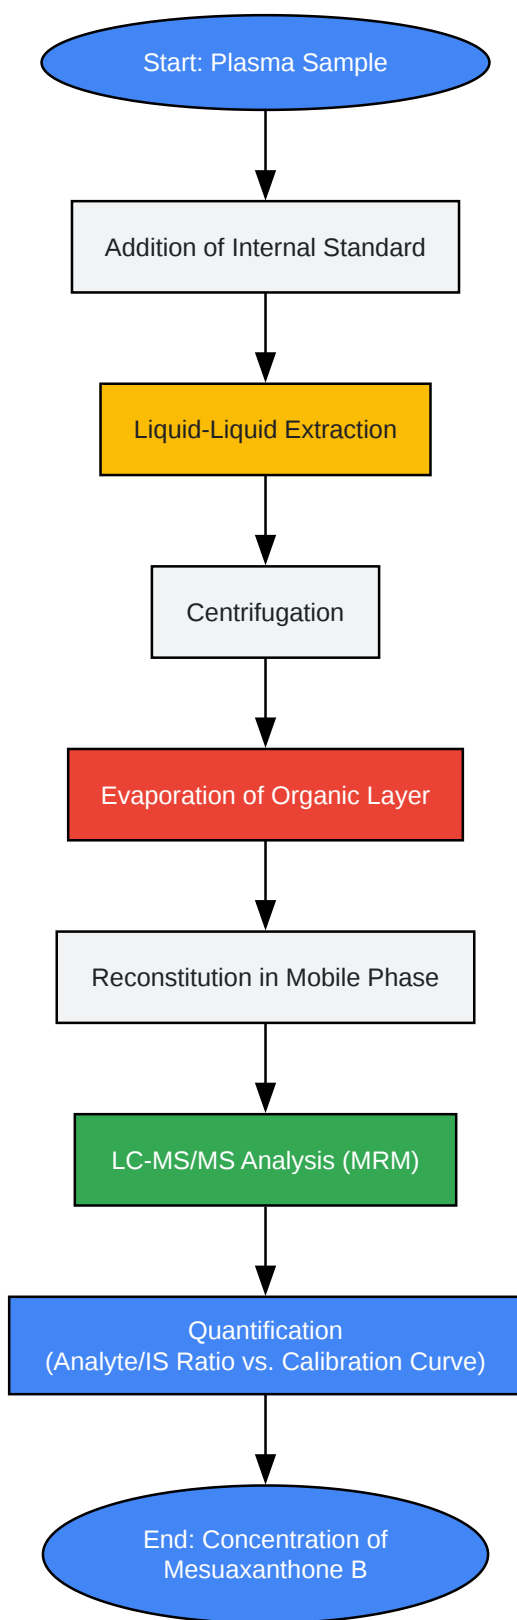 Start: Plasma Sample
Addition of Internal Standard
Liquid-Liquid Extraction
Centrifugation
Evaporation of Organic Layer
Reconstitution in Mobile Phase
LC-MS/MS Analysis (MRM)
Quantification
(Analyte/IS Ratio vs. Calibration Curve)
End: Concentration of
Mesuaxanthone B